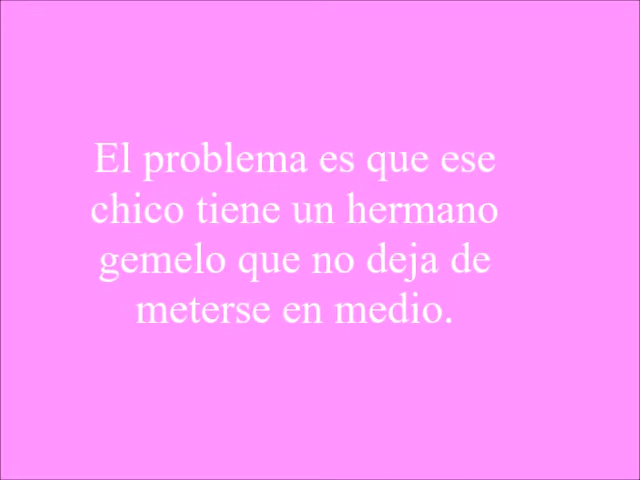 El problema es que ese
chico tiene un hermano
gemelo que no deja de
meterse en medio.